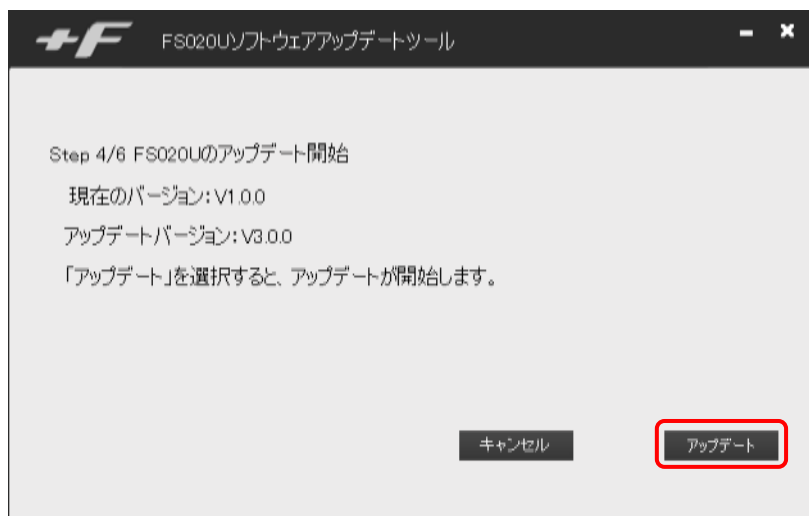 +F FS020Uソフトウェアアップデートツール
Step 4/6 FS020Uのアップデート開始
現在のバージョン:V1.0.0
アップデートバージョン:V3.0.0
「アップデート」を選択すると、アップデートが開始します。
キャンセル アップデート